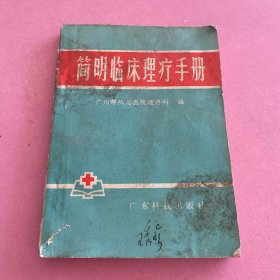 简明临床理疗手册
广州部队总医院理疗科 编
广东科技出版社